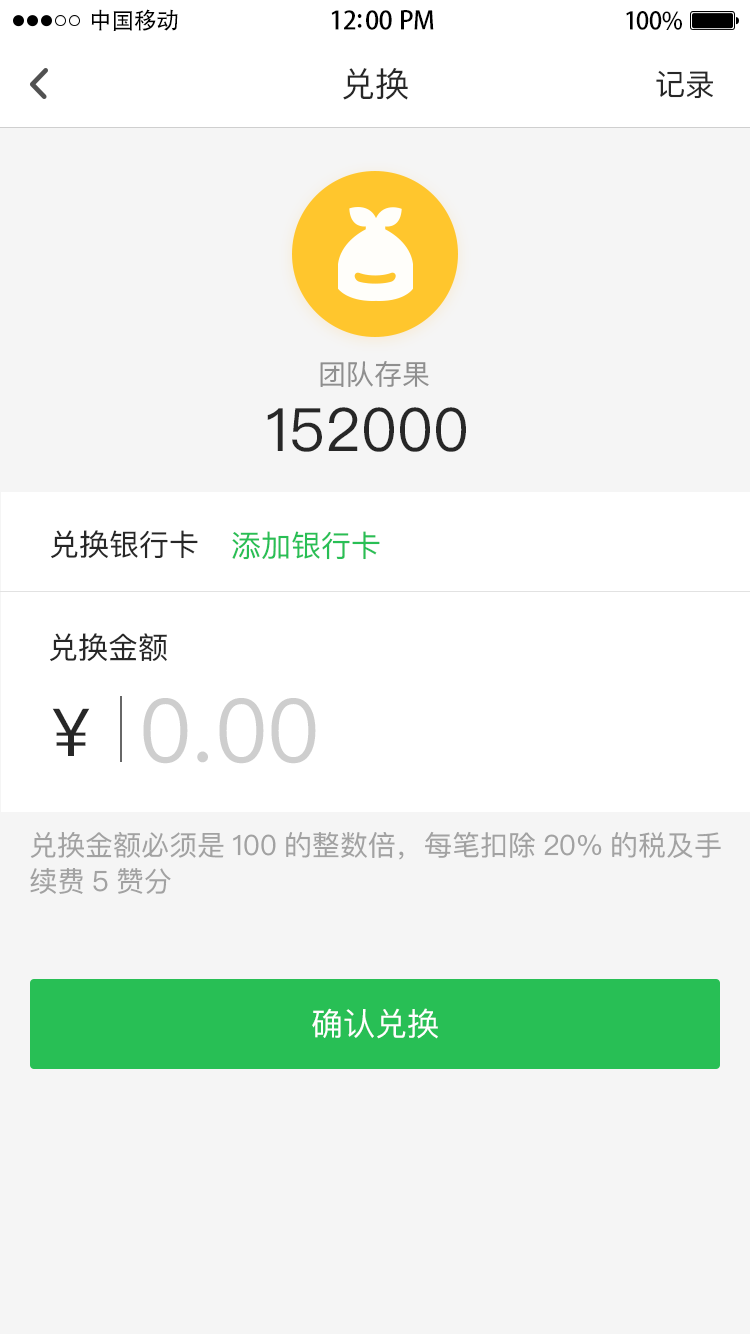 中国移动 12:00 PM 100%
兑换 记录
团队存果
152000
兑换银行卡 添加银行卡
兑换金额
¥ 0.00
兑换金额必须是 100 的整数倍，每笔扣除 20% 的税及手
续费 5 赞分
确认兑换